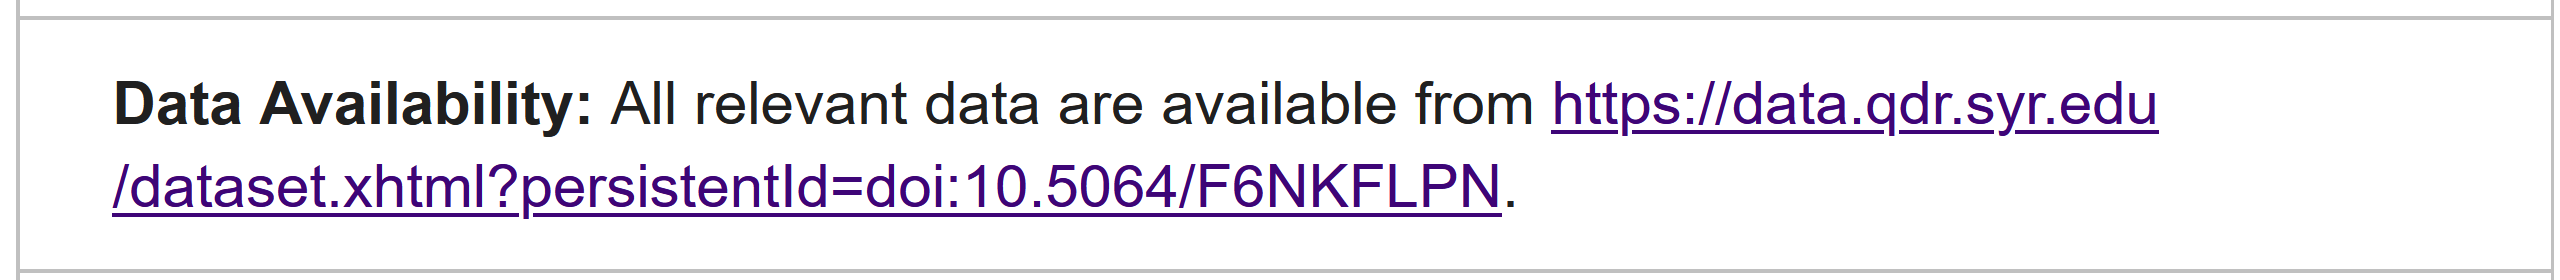 Data Availability: All relevant data are available from https://data.qdr.syr.edu
/dataset.xhtml?persistentId=doi:10.5064/F6NKFLPN.